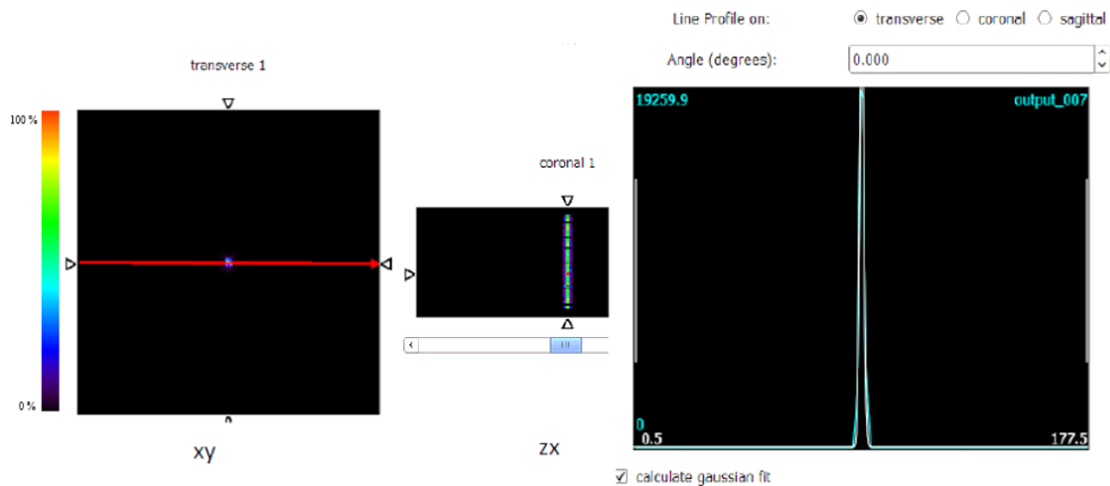 Line Profile on: transverse coronal sagittal
Angle (degrees): 0.000
transverse 1
100 %
0 %
xy
coronal 1
zx
19259.9 output_007
0
0.5 177.5
calculate gaussian fit